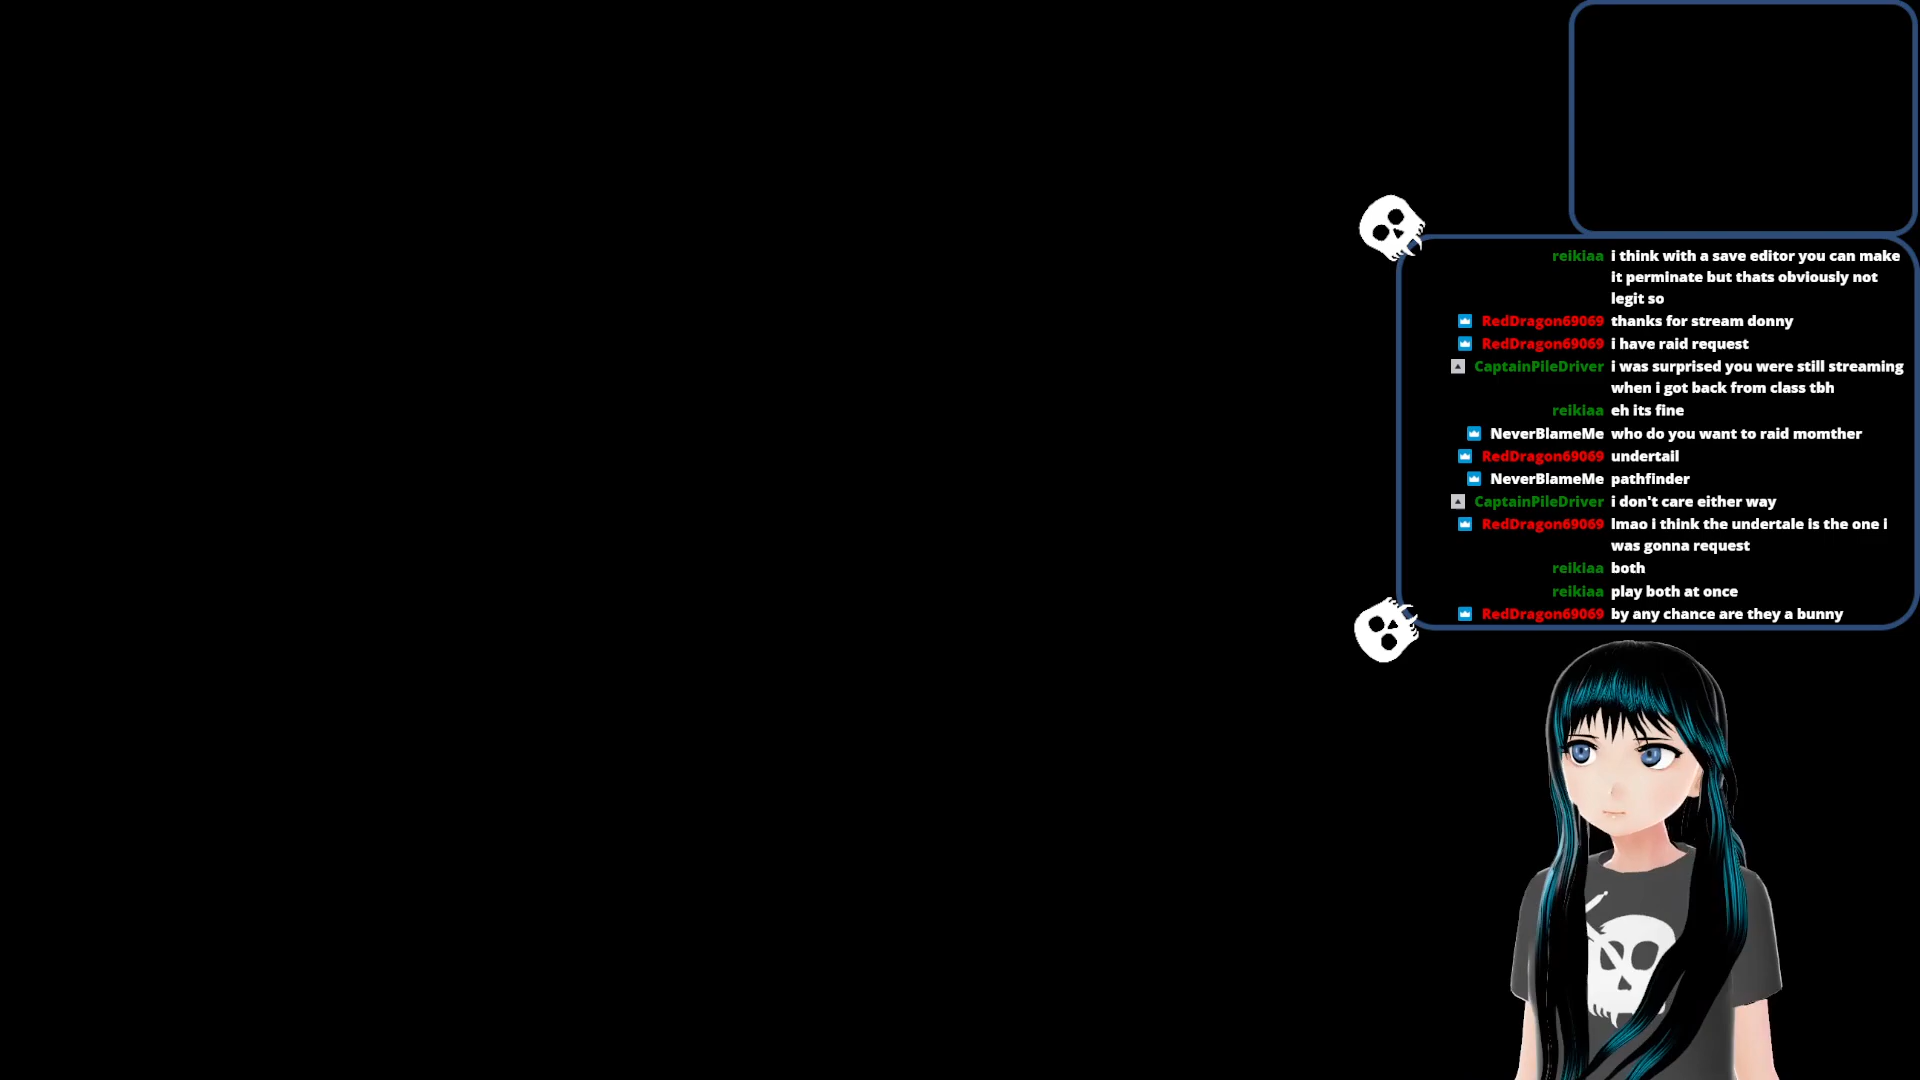 reikiaa i think with a save editor you can make
it perminate but thats obviously not
legit so
RedDragon69069 thanks for stream donny
RedDragon69069 i have raid request
CaptainPileDriver i was surprised you were still streaming
when i got back from class tbh
reikiaa eh its fine
NeverBlameMe who do you want to raid momther
RedDragon69069 undertail
NeverBlameMe pathfinder
CaptainPileDriver i don't care either way
RedDragon69069 lmao i think the undertale is the one i
was gonna request
reikiaa both
reikiaa play both at once
RedDragon69069 by any chance are they a bunny